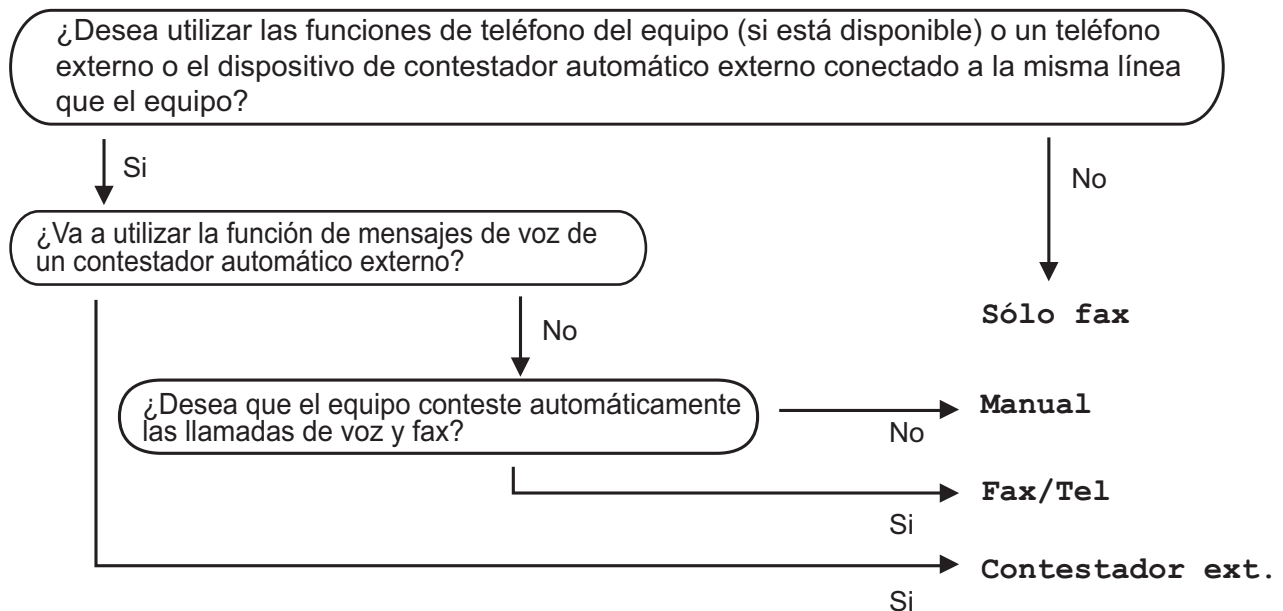 ¿Desea utilizar las funciones de teléfono del equipo (si está disponible) o un teléfono
externo o el dispositivo de contestador automático externo conectado a la misma línea
que el equipo?
Si
No
¿Va a utilizar la función de mensajes de voz de
un contestador automático externo?
No
Sólo fax
¿Desea que el equipo conteste automáticamente
las llamadas de voz y fax?
No
Manual
Si
Fax/Tel
Si
Contestador ext.